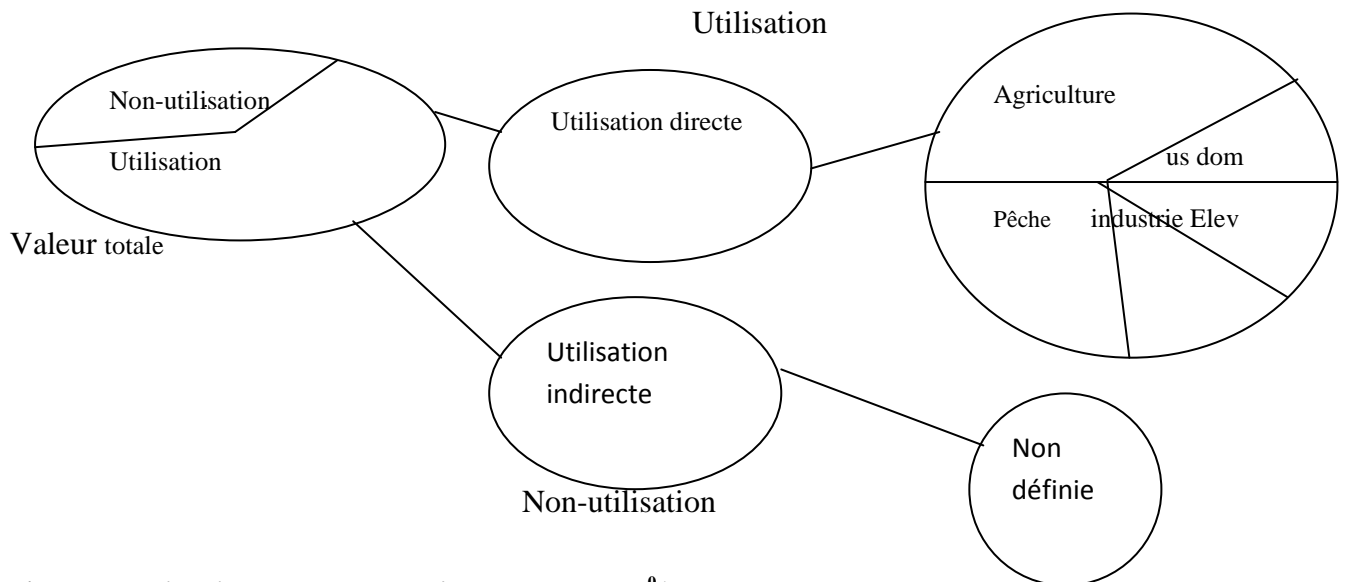 Utilisation
Non-utilisation
Utilisation
Valeur totale
Utilisation directe
Agriculture
us dom
Pêche industrie Elev
Utilisation
indirecte
Non-utilisation
Non
définie